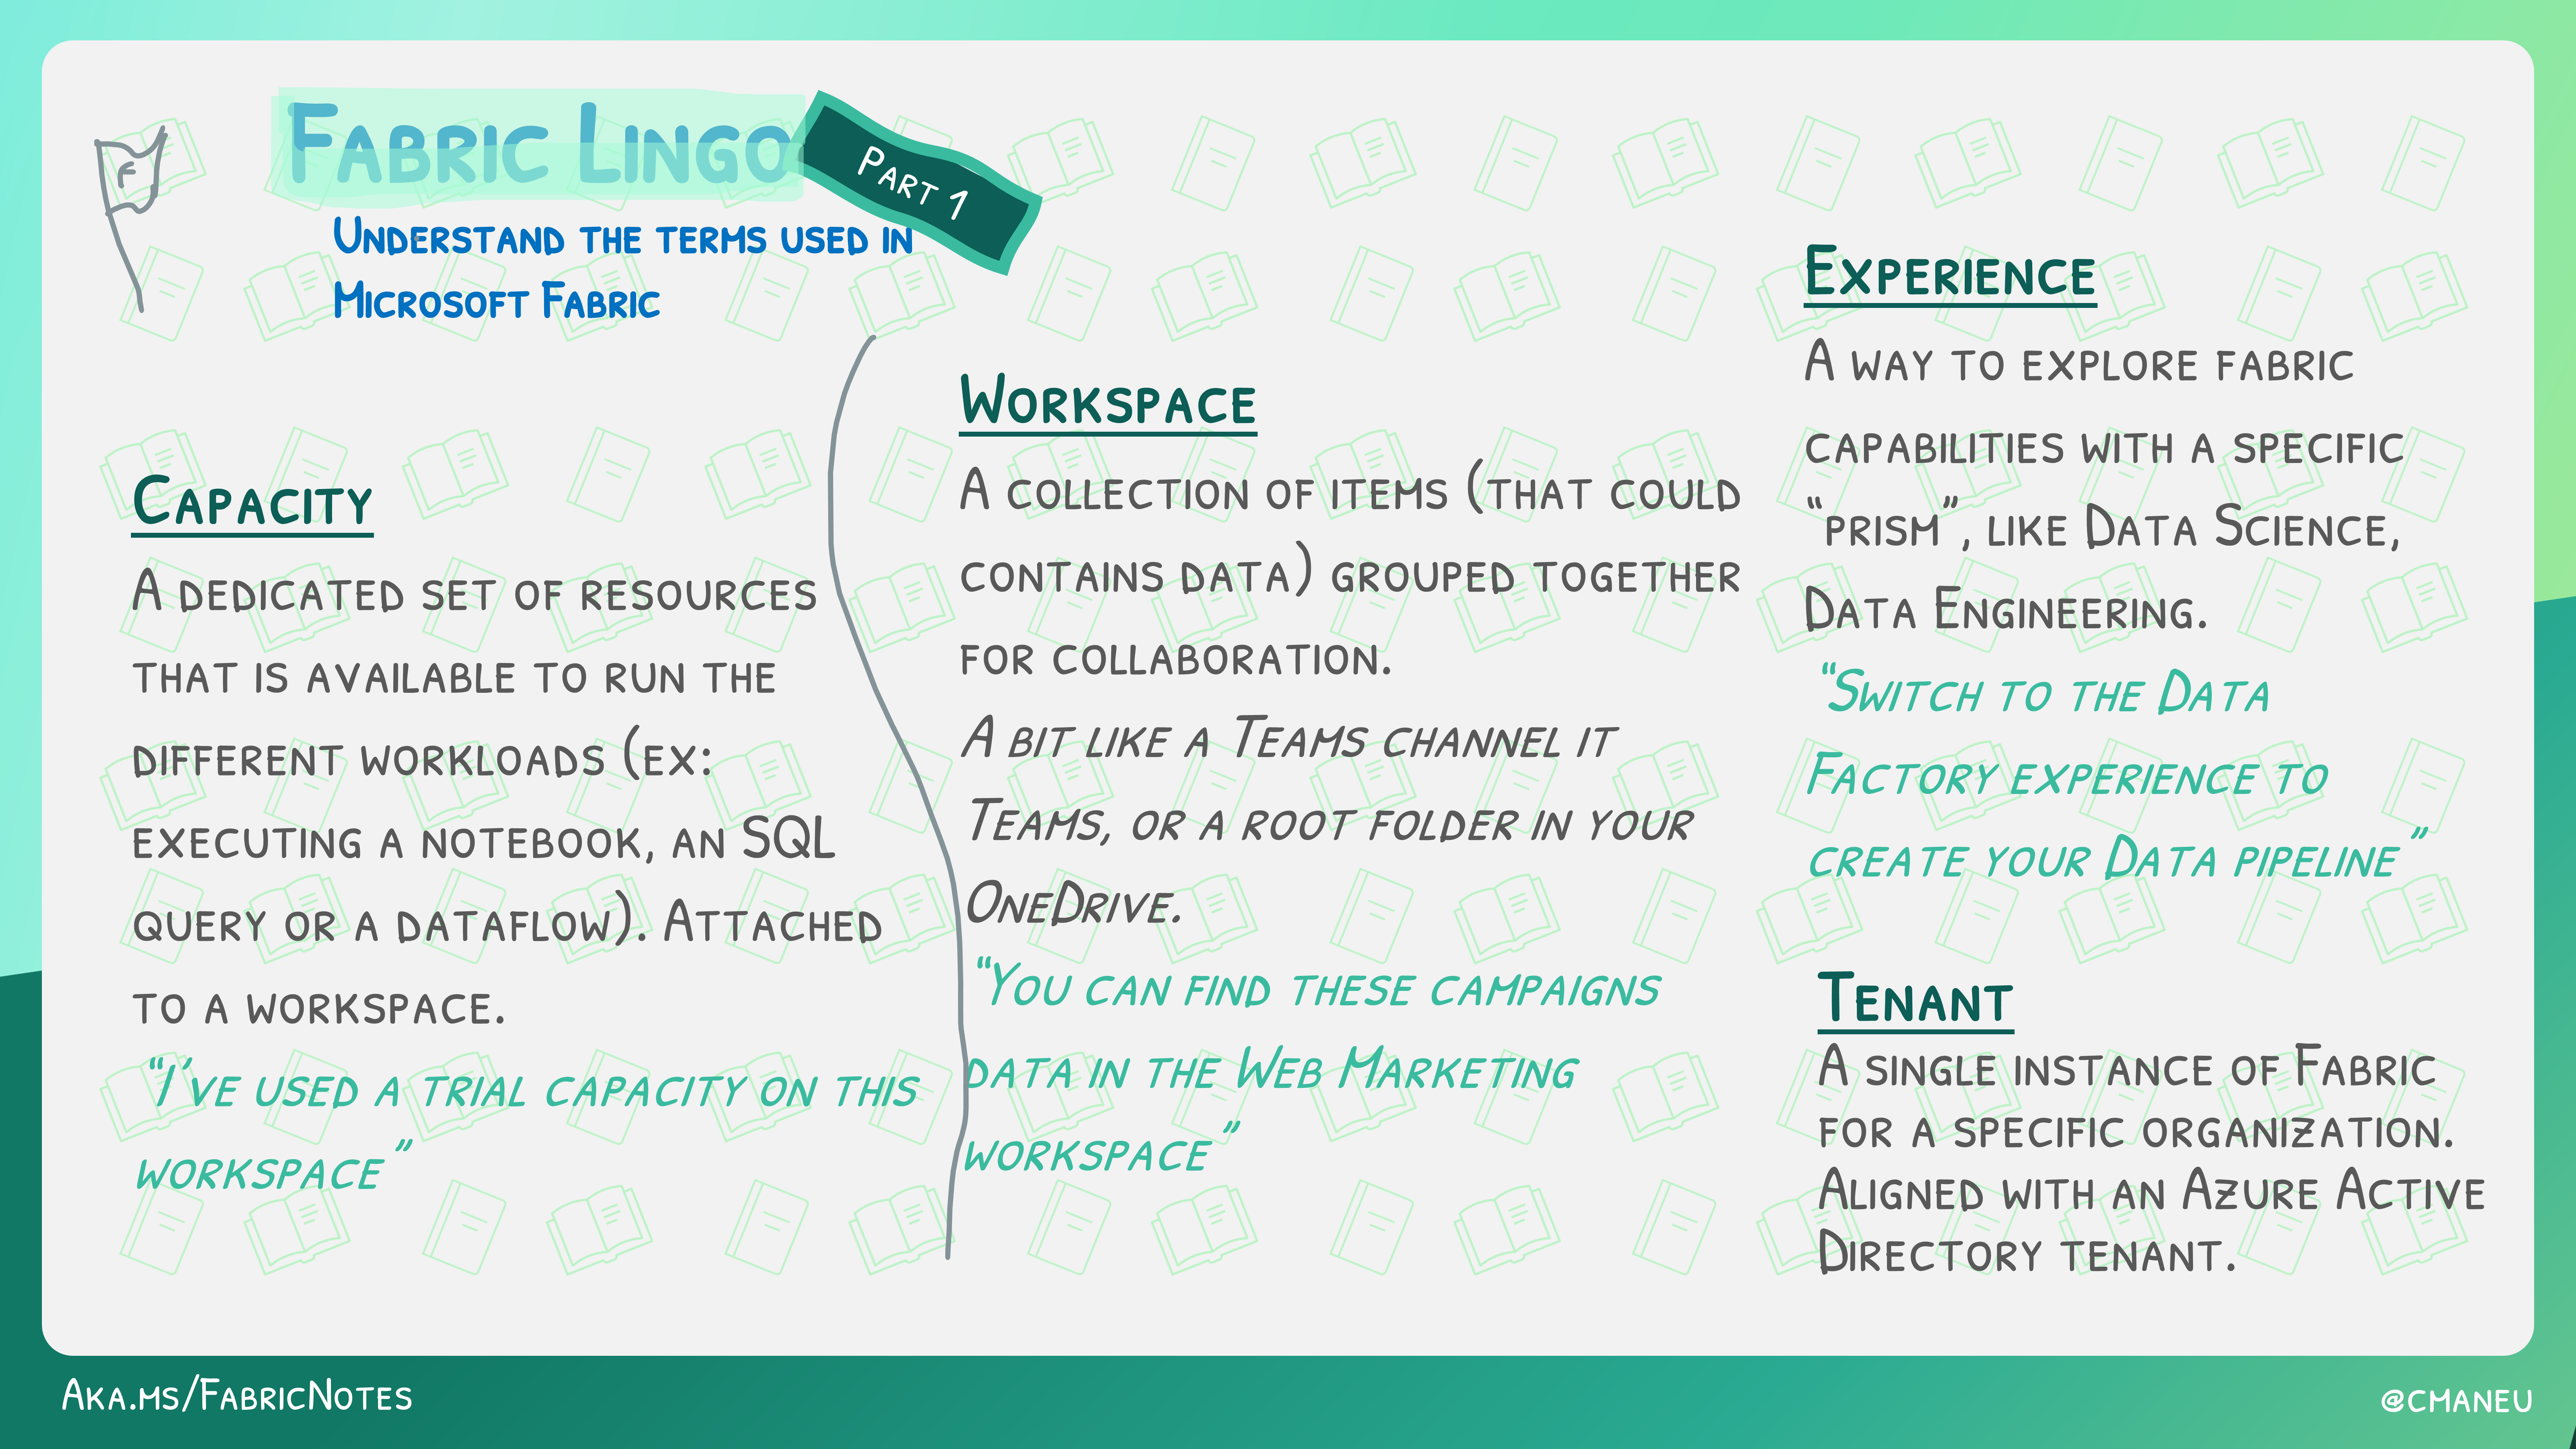 F
Fabric Lingo
Part 1
Understand the terms used in
Microsoft Fabric
Capacity
A dedicated set of resources
that is available to run the
different workloads (ex:
executing a notebook, an SQL
query or a dataflow). Attached
to a workspace.
“I’ve used a trial capacity on this
workspace”
Workspace
A collection of items (that could
contains data) grouped together
for collaboration.
A bit like a Teams channel it
Teams, or a root folder in your
OneDrive.
“You can find these campaigns
data in the Web Marketing
workspace”
Experience
A way to explore fabric
capabilities with a specific
“prism”, like Data Science,
Data Engineering.
“Switch to the Data
Factory experience to
create your Data pipeline”
Tenant
A single instance of Fabric
for a specific organization.
Aligned with an Azure Active
Directory tenant.
Aka.ms/FabricNotes
@cmaneu